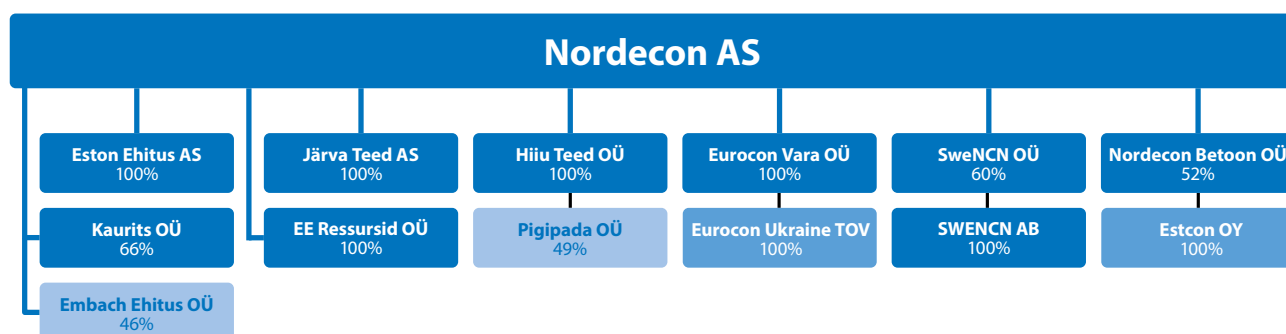 Nordecon AS
Eston Ehitus AS
100%
Järva Teed AS
100%
Hiiu Teed OÜ
100%
Eurocon Vara OÜ
100%
SweNCN OÜ
60%
Nordecon Betoon OÜ
52%
Kaurits OÜ
66%
EE Ressursid OÜ
100%
Pigipada OÜ
49%
Eurocon Ukraine TOV
100%
SWENCN AB
100%
Estcon OY
100%
Embach Ehitus OÜ
46%